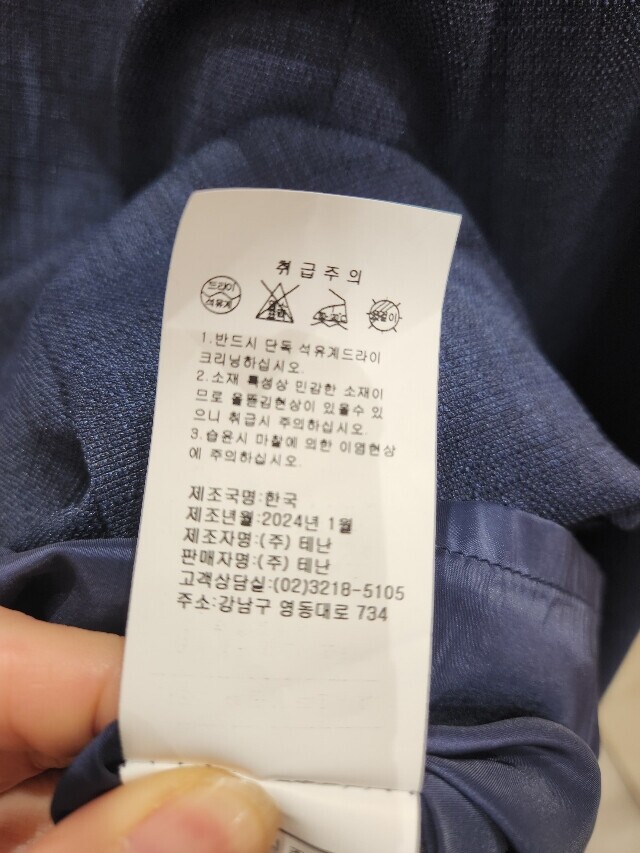 취급주의
드라이
석유계
옷걸이
1.반드시 단독 석유계드라이
크리닝하십시오.
2.소재 특성상 민감한 소재이
므로 올뜯김현상이 있을수 있
으니 취급시 주의하십시오.
3.습윤시 마찰에 의한 이염현상
에 주의하십시오.
제조국명:한국
제조년월:2024년 1월
제조자명:(주) 테난
판매자명:(주) 테난
고객상담실:(02)3218-5105
주소:강남구 영동대로 734